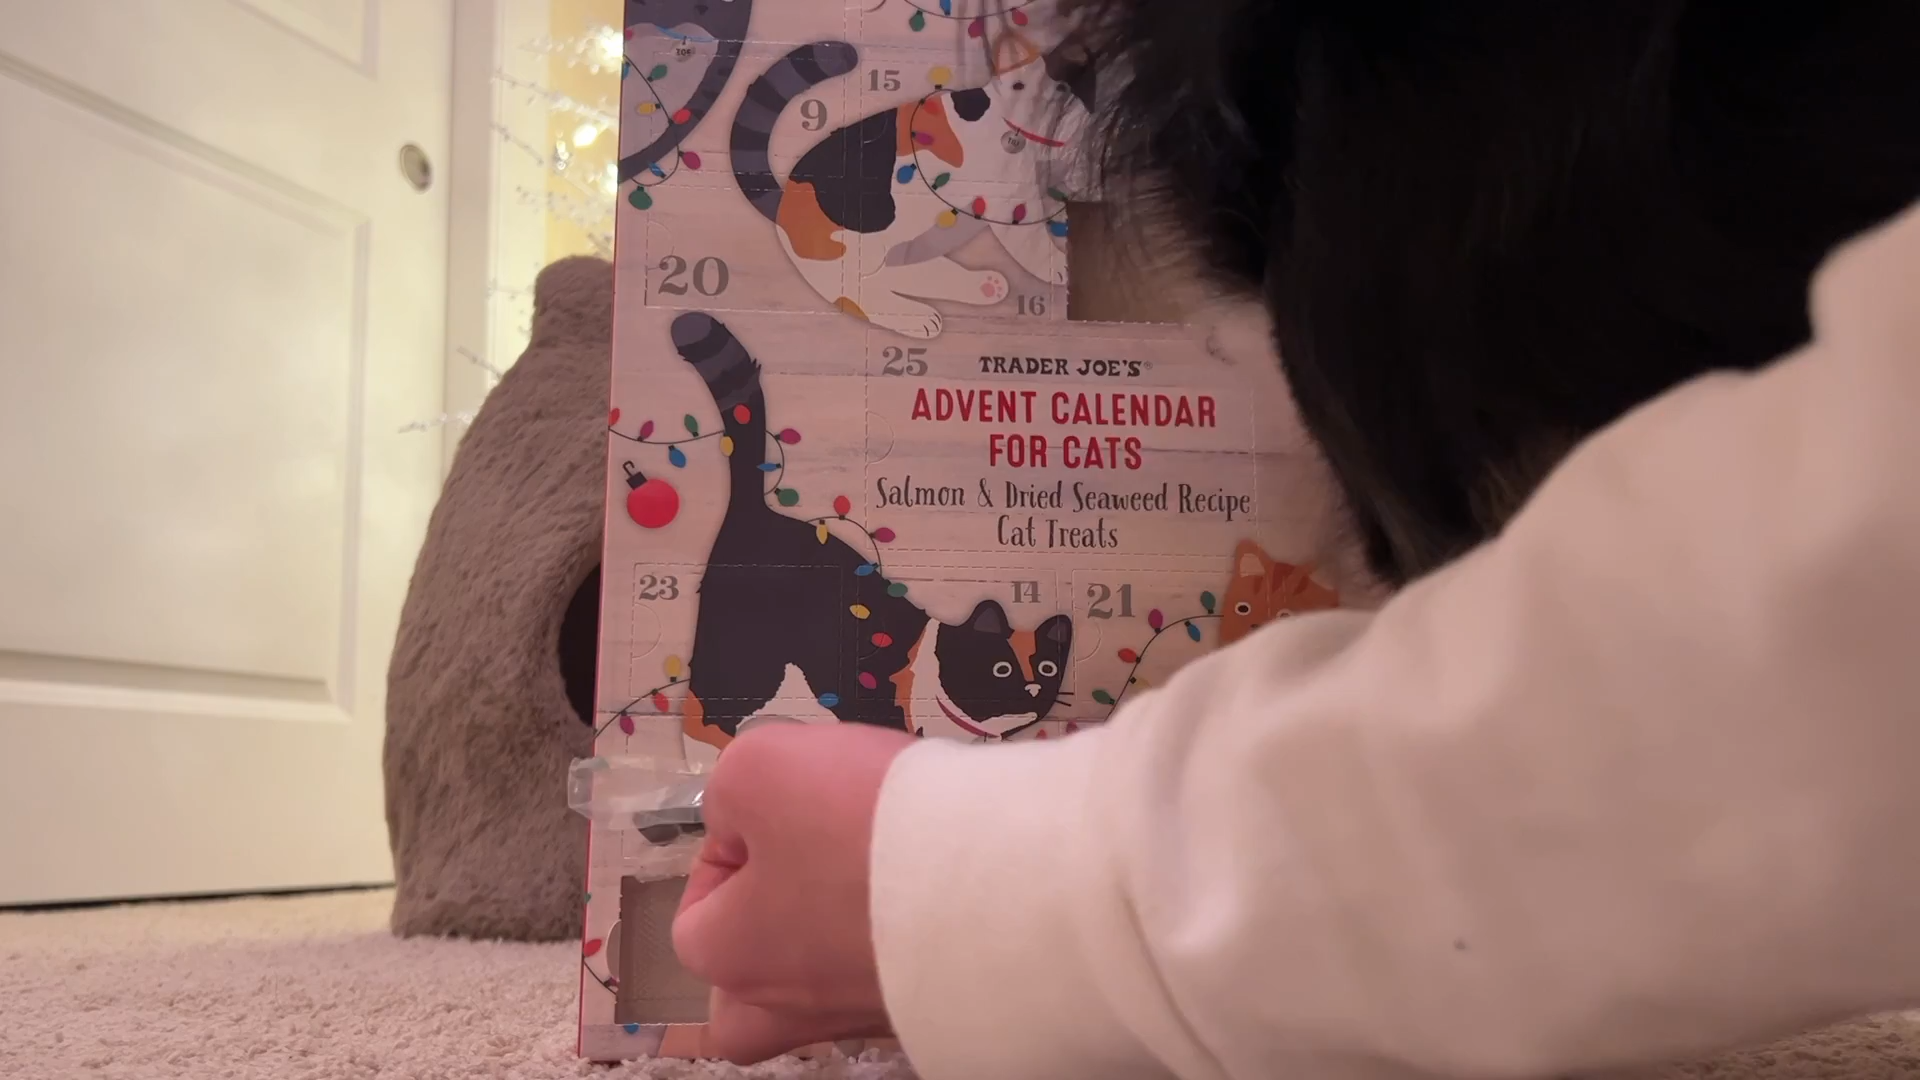 15
9
20
16
25
TRADER JOE'S®
ADVENT CALENDAR
FOR CATS
Salmon & Dried Seaweed Recipe
Cat Treats
23
14
21